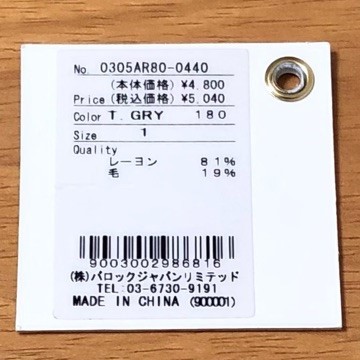 No. 0305AR80-0440
(本体価格) ¥4,800
Price (税込価格) ¥5,040
Color T. GRY 180
Size 1
Quality
レーヨン 81%
毛 19%
9003002986816
(株)バロックジャパンリミテッド
TEL:03-6730-9191
MADE IN CHINA (900001)